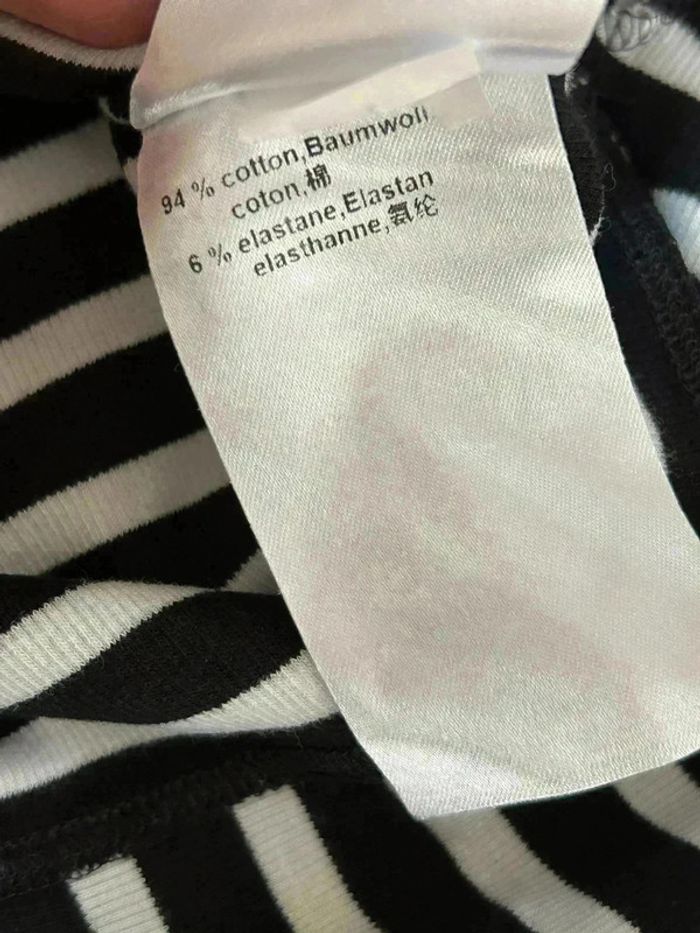 94 % cotton,Baumwoll
coton,棉
6 % elastane,Elastan
elasthanne,氨纶